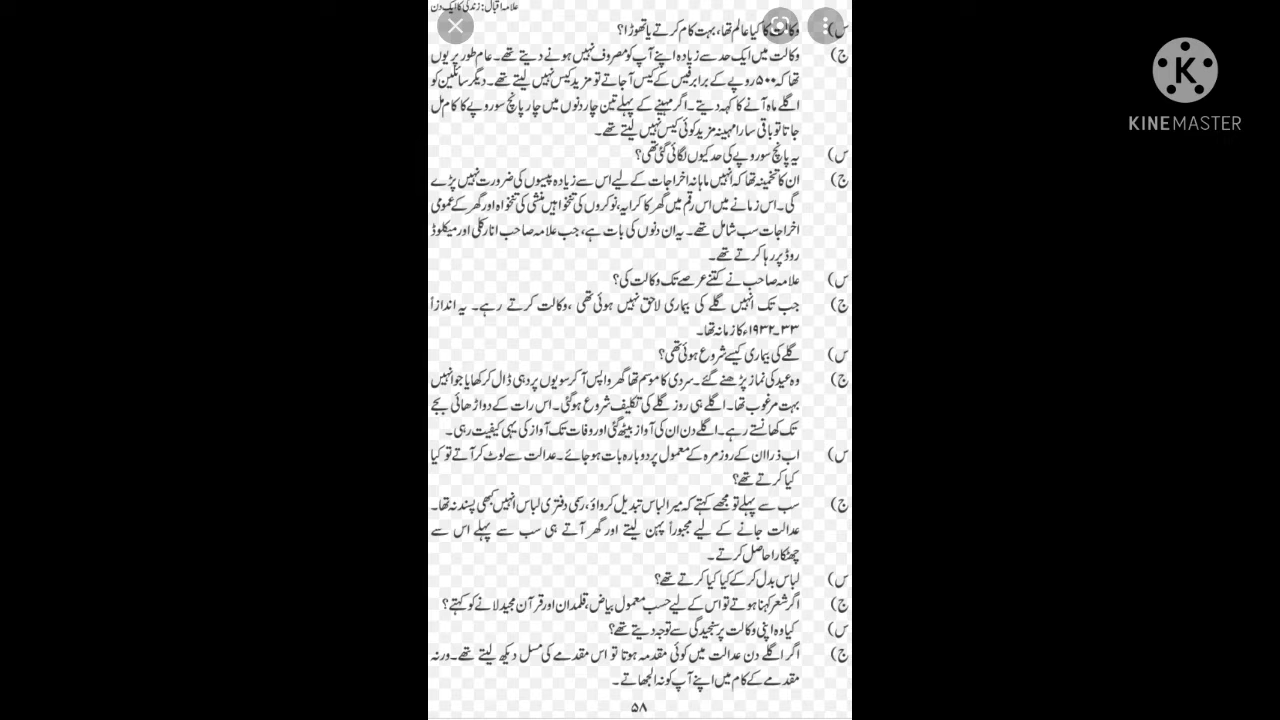 علامہ اقبال: زندگی کا ایک دن
س) وکالت کا کیا عالم تھا، بہت کام کرتے یا تھوڑا؟
ج) وکالت میں ایک حد سے زیادہ اپنے آپ کو مصروف نہیں ہونے دیتے تھے۔ عام طور پر یوں
تھا کہ ۵۰۰ روپے کے برابر فیس کے کیس آجاتے تو مزید کیس نہیں لیتے تھے۔ دیگر سائلین کو
اگلے ماہ آنے کا کہہ دیتے۔ اگر مہینے کے پہلے تین چار دنوں میں چار پانچ سو روپے کا کام مل
جاتا تو باقی سارا مہینہ مزید کوئی کیس نہیں لیتے تھے۔
س) یہ پانچ سو روپے کی حد کیوں لگائی گئی تھی؟
ج) ان کا تخمینہ تھا کہ انہیں ماہانہ اخراجات کے لیے اس سے زیادہ پیسوں کی ضرورت نہیں پڑے
گی۔ اس زمانے میں اس رقم میں گھر کا کرایہ، نوکروں کی تنخواہیں منشی کی تنخواہ اور گھر کے عمومی
اخراجات سب شامل تھے۔ یہ ان دنوں کی بات ہے، جب علامہ صاحب انارکلی اور میکلوڈ
روڈ پر رہا کرتے تھے۔
س) علامہ صاحب نے کتنے عرصے تک وکالت کی؟
ج) جب تک انہیں گلے کی بیماری لاحق نہیں ہوئی تھی، وکالت کرتے رہے۔ یہ اندازاً
۳۳۔۱۹۳۲ء کا زمانہ تھا۔
س) گلے کی بیماری کیسے شروع ہوئی تھی؟
ج) وہ عید کی نماز پڑھنے گئے۔ سردی کا موسم تھا گھر واپس آ کر سویوں پر دہی ڈال کر کھایا جو انہیں
بہت مرغوب تھا۔ اگلے ہی روز گلے کی تکلیف شروع ہوگئی۔ اس رات کے دو اڑھائی بجے
تک کھانستے رہے۔ اگلے دن ان کی آواز بیٹھ گئی اور وفات تک آواز کی یہی کیفیت رہی۔
س) اب ذرا ان کے روزمرہ کے معمول پر دوبارہ بات ہوجائے۔ عدالت سے لوٹ کر آتے تو کیا
کیا کرتے تھے؟
ج) سب سے پہلے تو مجھے کہتے کہ میرا لباس تبدیل کرواؤ، رسمی دفتری لباس انہیں کبھی پسند نہ تھا۔
عدالت جانے کے لیے مجبوراً پہن لیتے اور گھر آتے ہی سب سے پہلے اس سے
چھٹکارا حاصل کرتے۔
س) لباس بدل کر کے کیا کیا کرتے تھے؟
ج) اگر شعر کہنا ہوتے تو اس کے لیے حسب معمول بیاض، قلمدان اور قرآن مجید لانے کو کہتے؟
س) کیا وہ اپنی وکالت پر سنجیدگی سے توجہ دیتے تھے؟
ج) اگر اگلے دن عدالت میں کوئی مقدمہ ہوتا تو اس مقدمے کی مسل دیکھ لیتے تھے۔ ورنہ
مقدمے کے کام میں اپنے آپ کو نہ الجھاتے۔
۵۸
K
KINEMASTER